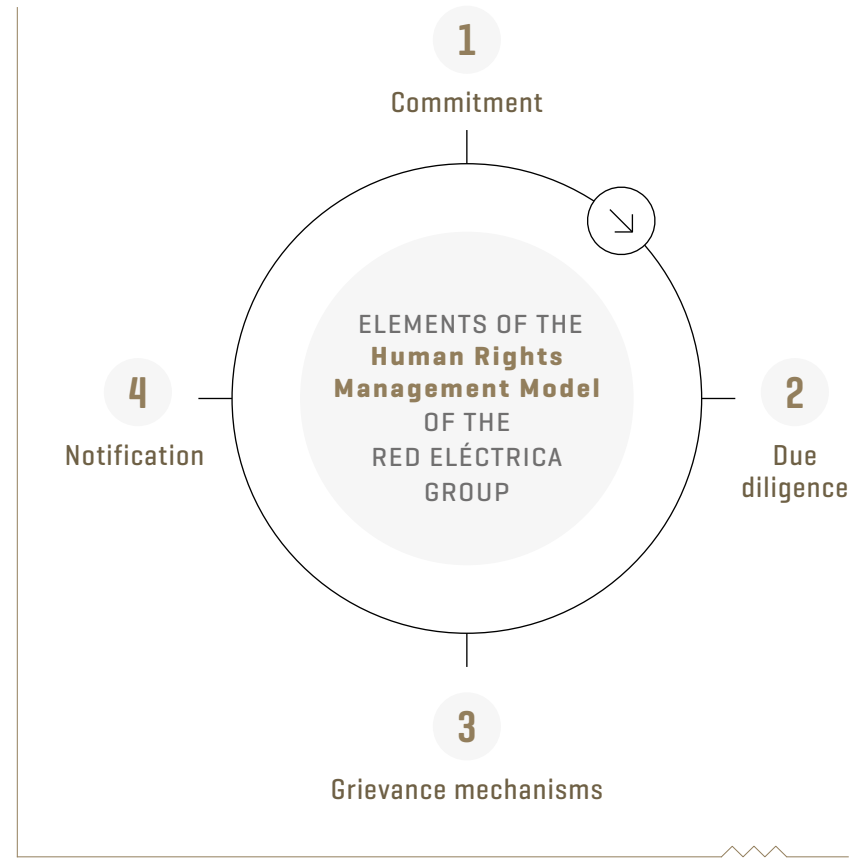 1
Commitment
ELEMENTS OF THE
Human Rights
Management Model
OF THE
RED ELÉCTRICA
GROUP
2
Due
diligence
3
Grievance mechanisms
4
Notification